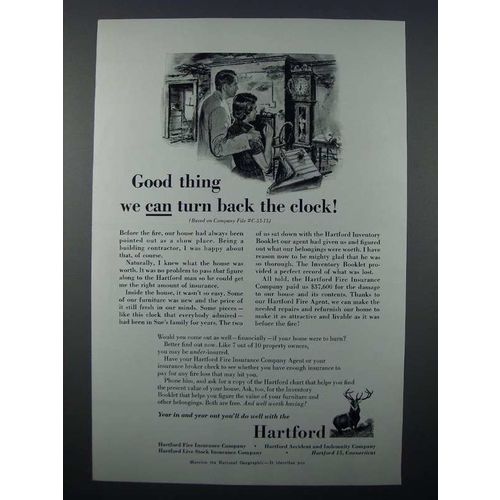 Good thing
we can turn back the clock!
(Based on Company File #C-53-15)
Before the fire, our house had always been
pointed out as a show place. Being a
building contractor, I was happy about
that, of course.
Naturally, I knew what the house was
worth. It was no problem to pass that figure
along to the Hartford man so he could get
me the right amount of insurance.
Inside the house, it wasn't so easy. Some
of our furniture was new and the price of
it still fresh in our minds. Some pieces—
like this clock that everybody admired—
had been in Sue's family for years. The two
of us sat down with the Hartford Inventory
Booklet our agent had given us and figured
out what our belongings were worth. I have
reason now to be mighty glad that he was
so thorough. The Inventory Booklet pro-
vided a perfect record of what was lost.
All told, the Hartford Fire Insurance
Company paid us $37,600 for the damage
to our house and its contents. Thanks to
our Hartford Fire Agent, we can make the
needed repairs and refurnish our home to
make it as attractive and livable as it was
before the fire!
Would you come out as well—financially—if your home were to burn?
Better find out now. Like 7 out of 10 property owners,
you may be under-insured.
Have your Hartford Fire Insurance Company Agent or your
insurance broker check to see whether you have enough insurance to
pay for any fire loss that may hit you.
Phone him, and ask for a copy of the Hartford chart that helps you find
the present value of your house. Ask, too, for the Inventory
Booklet that helps you figure the value of your furniture and
other belongings. Both are free. And well worth having!
Year in and year out you'll do well with the
Hartford
Hartford Fire Insurance Company • Hartford Accident and Indemnity Company
Hartford Live Stock Insurance Company • Hartford 15, Connecticut
Mention the National Geographic—It identifies you